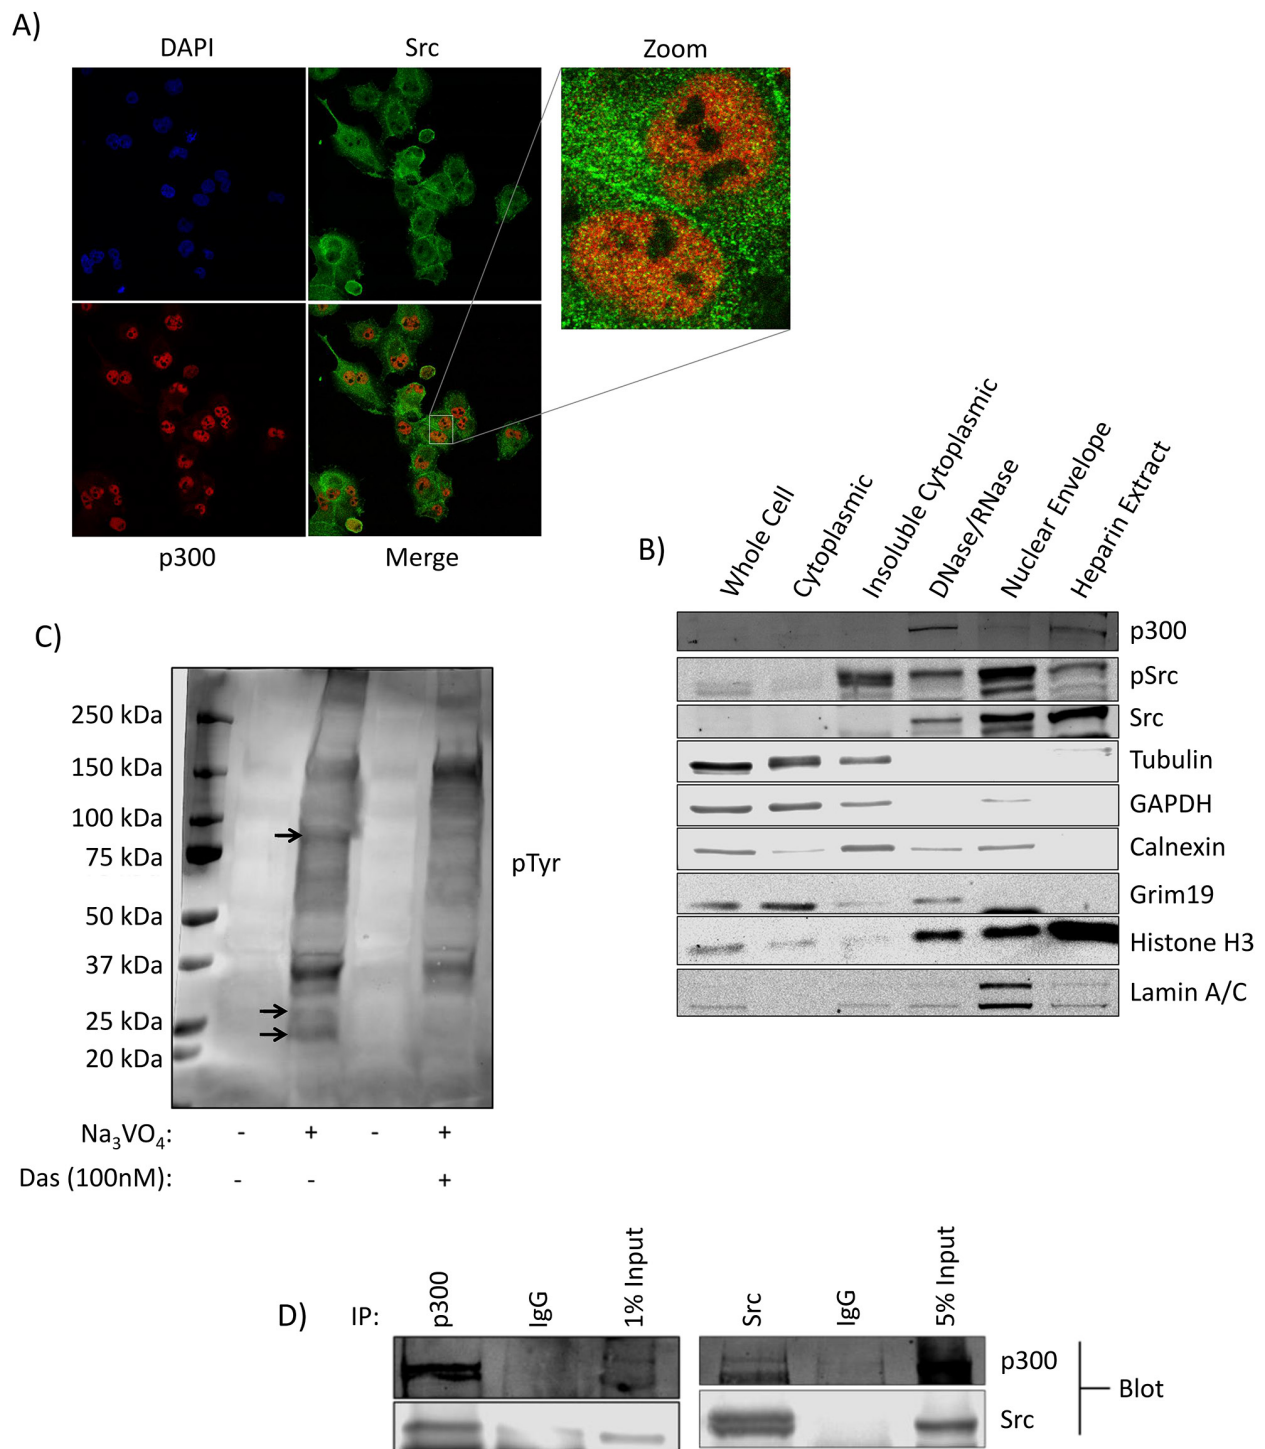 A)
DAPI
Src
Zoom
p300
Merge
B)
Whole Cell
Cytoplasmic
Insoluble Cytoplasmic
DNase/RNase
Nuclear Envelope
Heparin Extract
p300
pSrc
Src
Tubulin
GAPDH
Calnexin
Grim19
Histone H3
Lamin A/C
C)
250 kDa
150 kDa
100 kDa
75 kDa
50 kDa
37 kDa
25 kDa
20 kDa
pTyr
Na3VO4: - + - +
Das (100nM): - - +
D)
IP: p300 IgG 1% Input Src IgG 5% Input
p300
Src
Blot